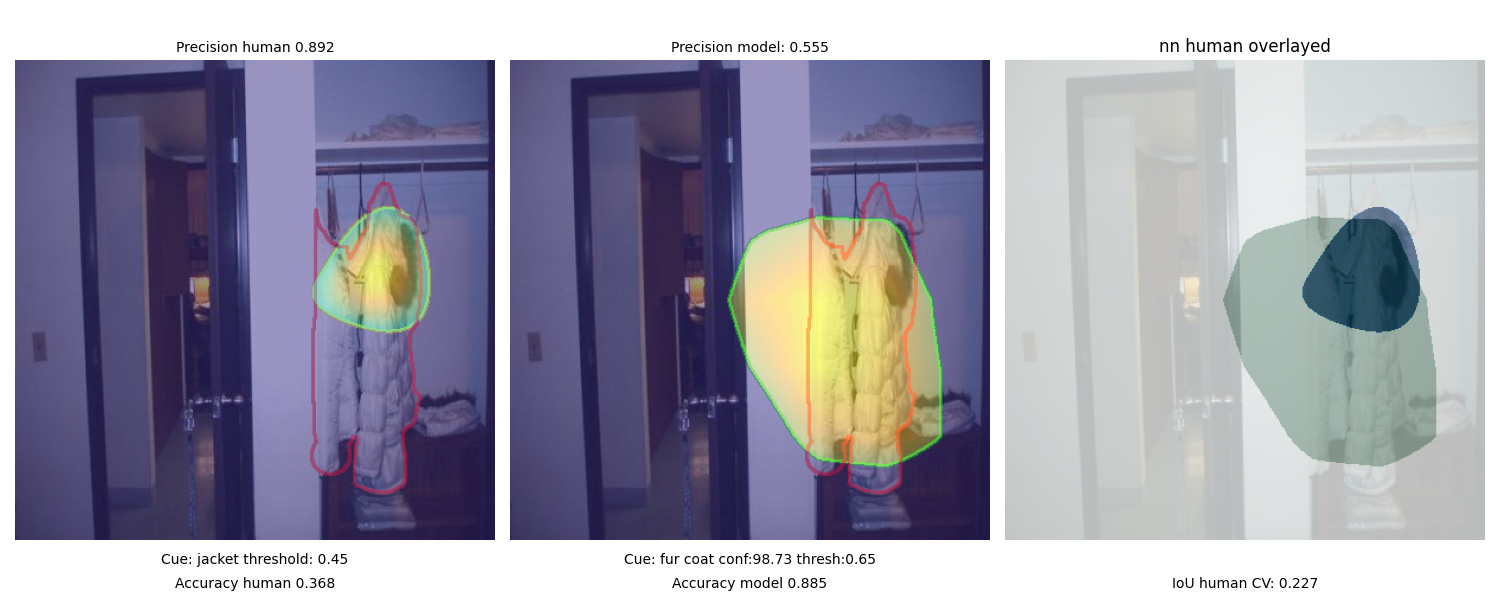 Precision human 0.892
Precision model: 0.555
nn human overlayed
Cue: jacket threshold: 0.45
Cue: fur coat conf:98.73 thresh:0.65
Accuracy human 0.368
Accuracy model 0.885
IoU human CV: 0.227